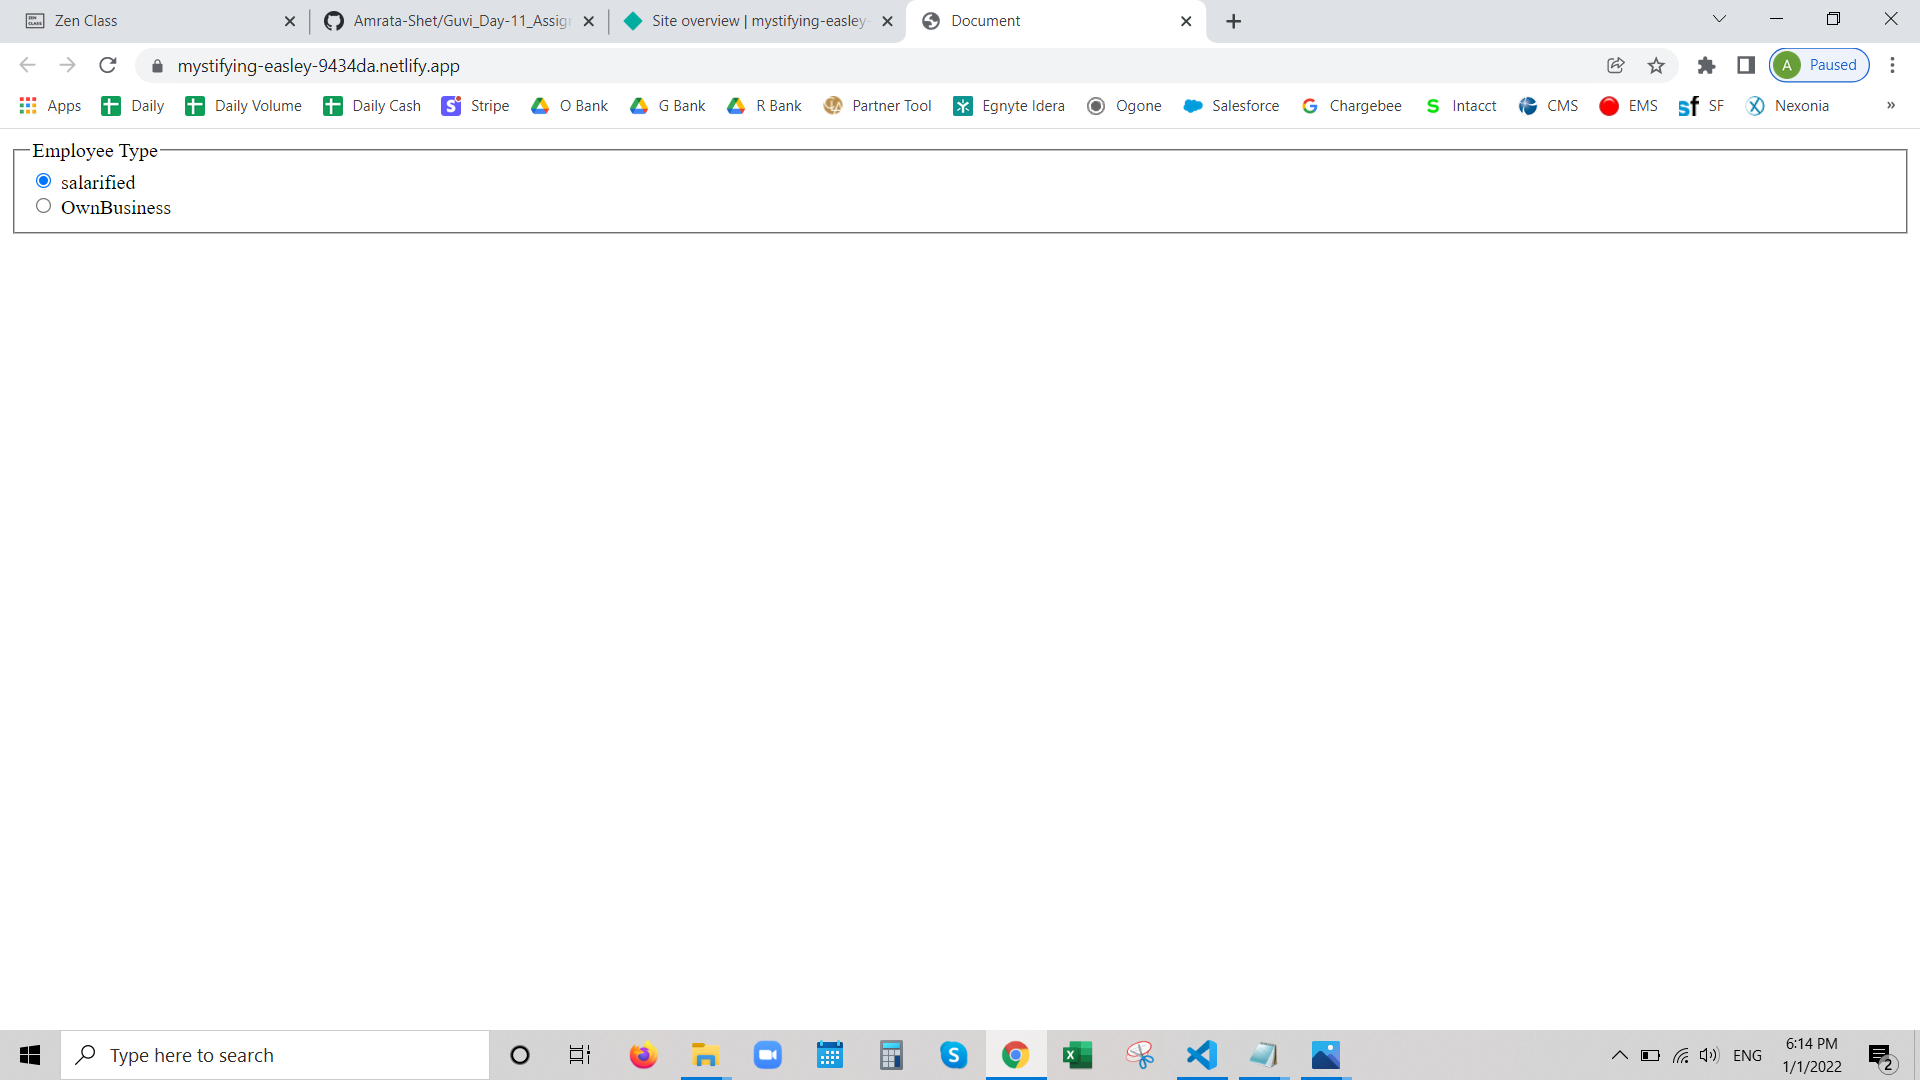 Zen Class
Amrata-Shet/Guvi_Day-11_Assig
Site overview | mystifying-easley-
Document
mystifying-easley-9434da.netlify.app
A Paused
Apps Daily Daily Volume Daily Cash Stripe O Bank G Bank R Bank Partner Tool Egnyte Idera Ogone Salesforce Chargebee Intacct CMS EMS SF Nexonia »
Employee Type
salarified
OwnBusiness
Type here to search
ENG
6:14 PM
1/1/2022
2